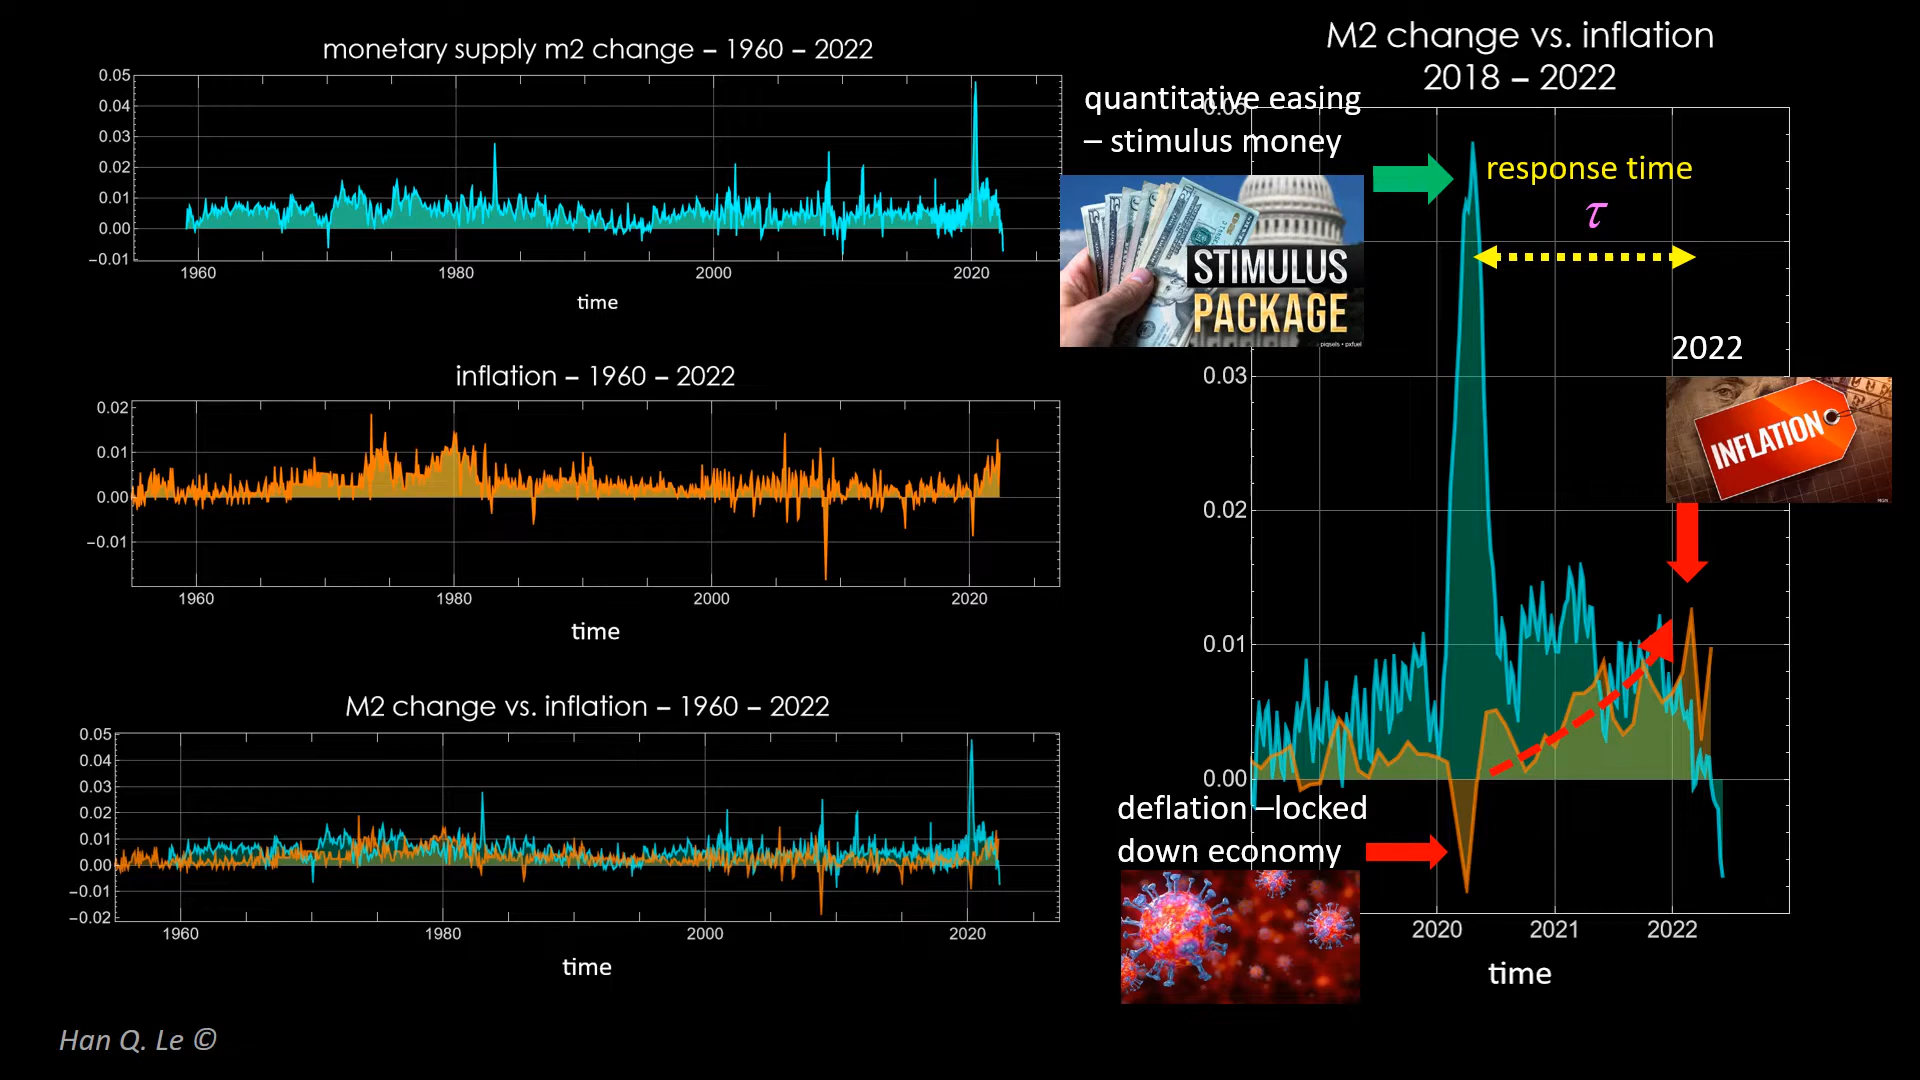 monetary supply m2 change – 1960 – 2022
0.05
0.04
0.03
0.02
0.01
0.00
−0.01
1960 1980 2000 2020
time
inflation – 1960 – 2022
0.02
0.01
0.00
−0.01
1960 1980 2000 2020
time
M2 change vs. inflation – 1960 – 2022
0.05
0.04
0.03
0.02
0.01
0.00
−0.01
−0.02
1960 1980 2000 2020
time
Han Q. Le ©
M2 change vs. inflation
2018 – 2022
0.05
quantitative easing
– stimulus money
STIMULUS
PACKAGE
piqsels • pxfuel
response time
τ
2022
INFLATION
0.03
0.02
0.01
0.00
deflation –locked
down economy
2020 2021 2022
time